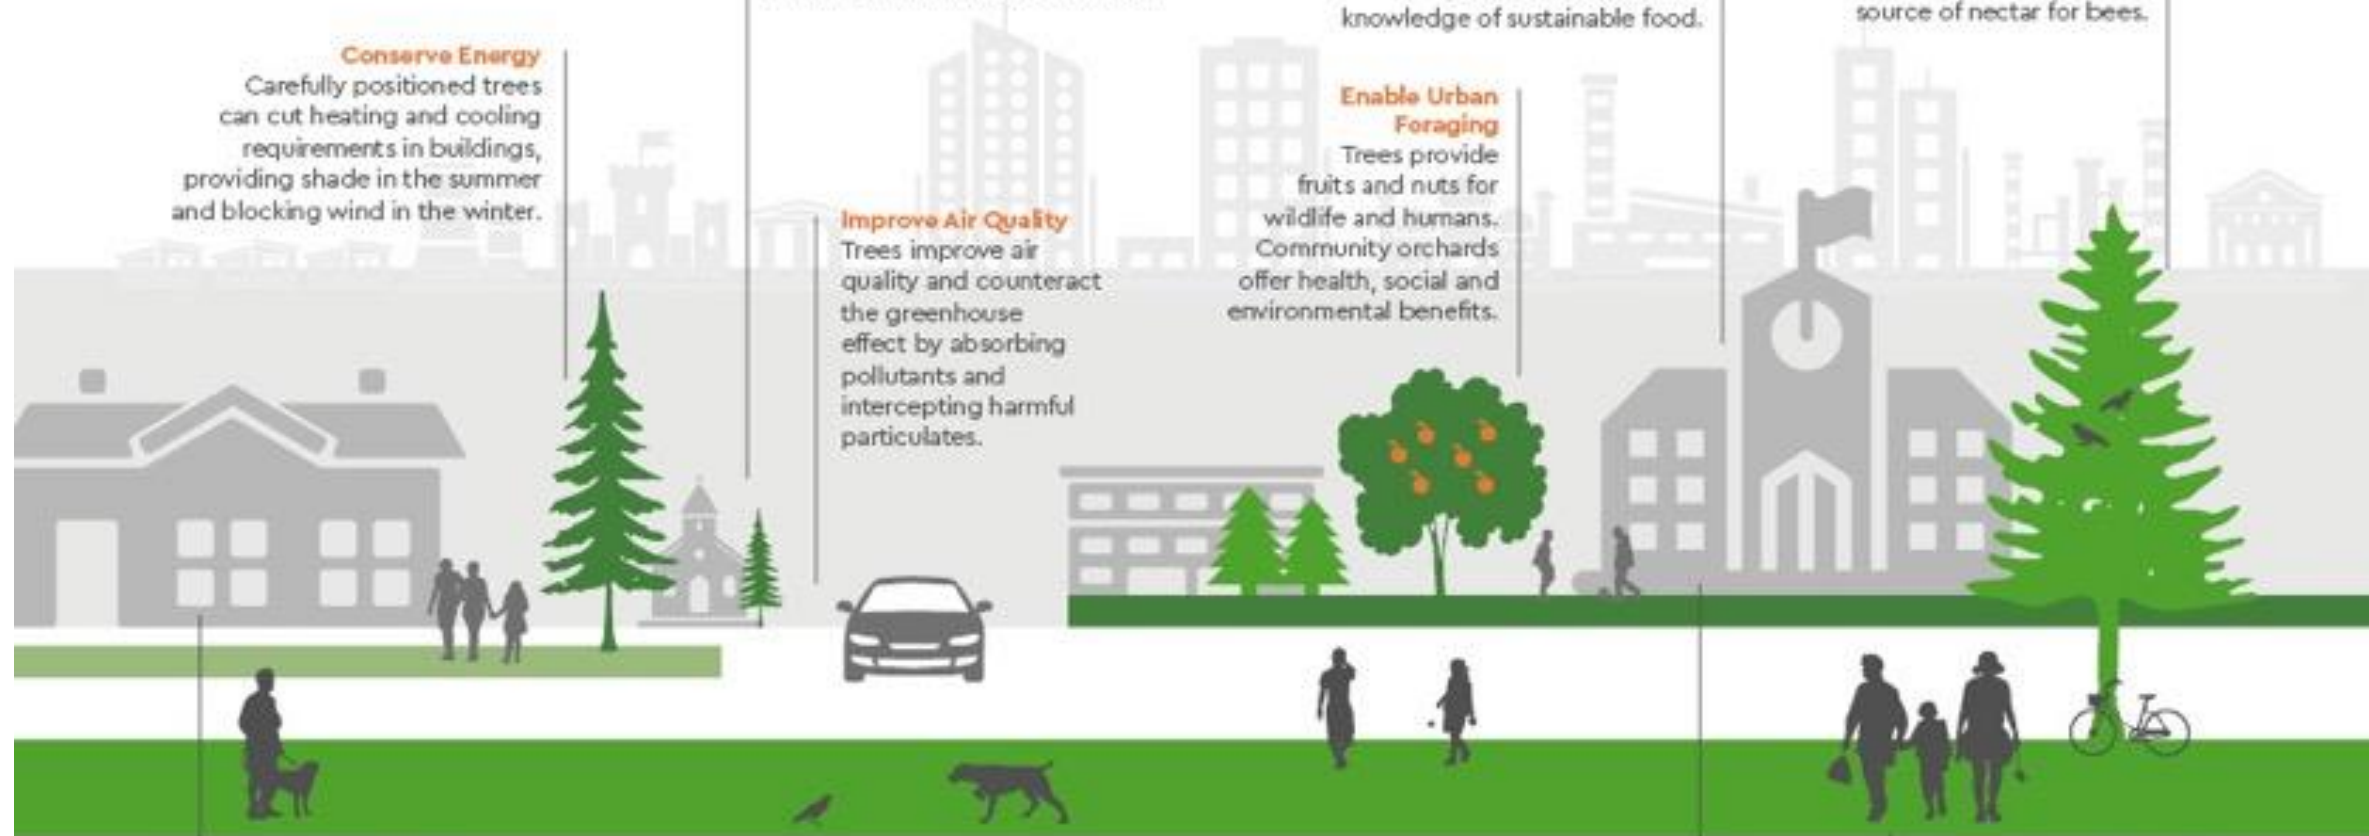 knowledge of sustainable food.
source of nectar for bees.
Conserve Energy
Carefully positioned trees
can cut heating and cooling
requirements in buildings,
providing shade in the summer
and blocking wind in the winter.
Improve Air Quality
Trees improve air
quality and counteract
the greenhouse
effect by absorbing
pollutants and
intercepting harmful
particulates.
Enable Urban
Foraging
Trees provide
fruits and nuts for
wildlife and humans.
Community orchards
offer health, social and
environmental benefits.